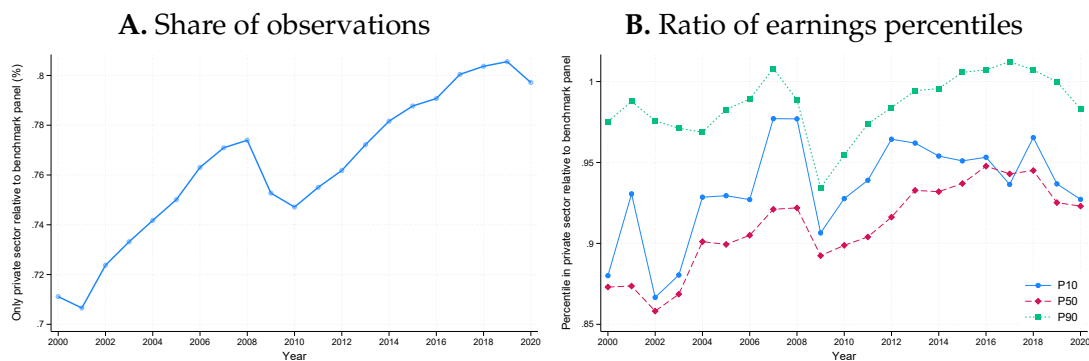 A. Share of observations
Only private sector relative to benchmark panel (%)
.8
.78
.76
.74
.72
.7
2000 2002 2004 2006 2008 2010 2012 2014 2016 2018 2020
Year
B. Ratio of earnings percentiles
Percentile in private sector relative to benchmark panel
1
.95
.9
.85
P10
P50
P90
2000 2002 2004 2006 2008 2010 2012 2014 2016 2018 2020
Year